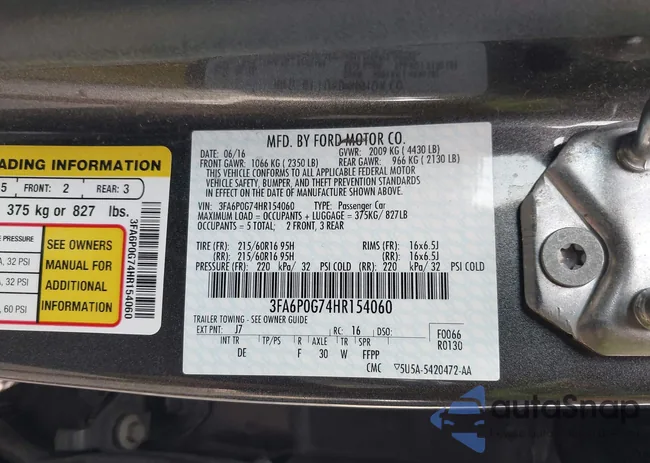 MFD. BY FORD MOTOR CO.
DATE: 06/16 GVWR: 2009 KG ( 4430 LB)
FRONT GAWR: 1066 KG ( 2350 LB) REAR GAWR: 966 KG ( 2130 LB)
THIS VEHICLE CONFORMS TO ALL APPLICABLE FEDERAL MOTOR
VEHICLE SAFETY, BUMPER, AND THEFT PREVENTION STANDARDS
IN EFFECT ON THE DATE OF MANUFACTURE SHOWN ABOVE.
VIN: 3FA6P0G74HR154060 TYPE: Passenger Car
MAXIMUM LOAD = OCCUPANTS + LUGGAGE = 375KG/ 827LB
OCCUPANTS = 5 TOTAL; 2 FRONT, 3 REAR
TIRE (FR): 215/60R16 95H RIMS (FR): 16x6.5J
(RR): 215/60R16 95H (RR): 16x6.5J
PRESSURE (FR): 220 kPa/ 32 PSI COLD (RR): 220 kPa/ 32 PSI COLD
3FA6P0G74HR154060
TRAILER TOWING - SEE OWNER GUIDE
EXT PNT: J7 RC: 16 DSO: F0066
R0130
WB INT TR TP/PS R AXLE TR SPR
DE F 30 W FFPP
CMC ▽5U5A-5420472-AA
ADING INFORMATION
5 FRONT: 2 REAR: 3
375 kg or 827 lbs.
E PRESSURE
A, 32 PSI
A, 32 PSI
A, 60 PSI
SEE OWNERS
MANUAL FOR
ADDITIONAL
INFORMATION
3FA6P0G74HR154060
autoSnap